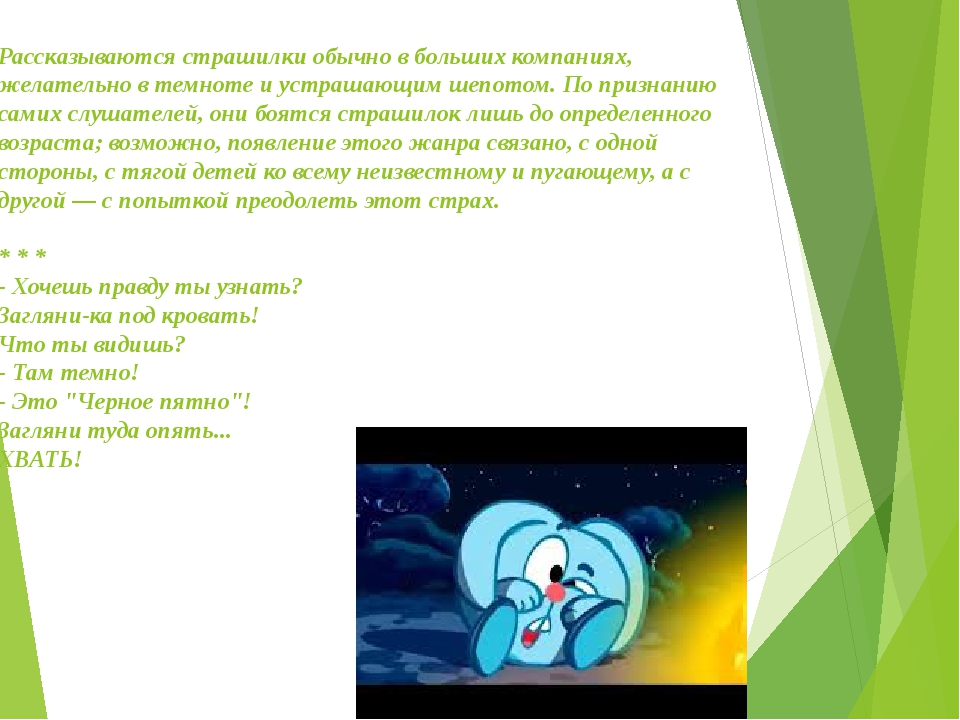 Рассказываются страшилки обычно в больших компаниях,
желательно в темноте и устрашающим шепотом. По признанию
самих слушателей, они боятся страшилок лишь до определенного
возраста; возможно, появление этого жанра связано, с одной
стороны, с тягой детей ко всему неизвестному и пугающему, а с
другой — с попыткой преодолеть этот страх.
* * *
- Хочешь правду ты узнать?
Загляни-ка под кровать!
Что ты видишь?
- Там темно!
- Это "Черное пятно"!
Загляни туда опять...
ХВАТЬ!